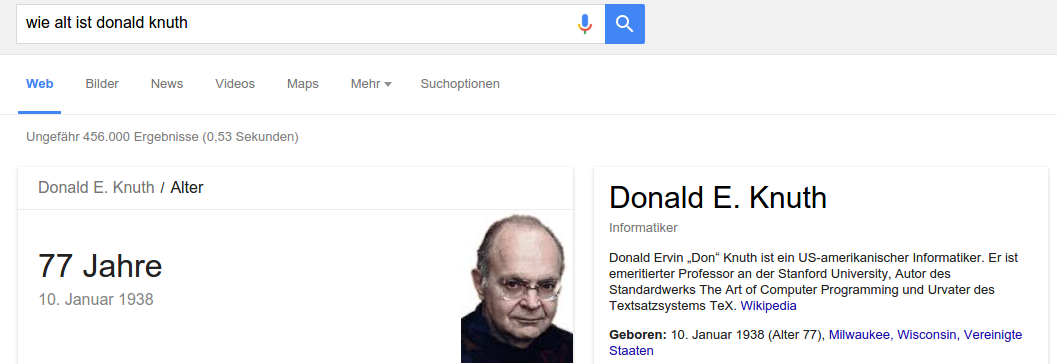 wie alt ist donald knuth
Web Bilder News Videos Maps Mehr Suchoptionen
Ungefähr 456.000 Ergebnisse (0,53 Sekunden)
Donald E. Knuth / Alter
77 Jahre
10. Januar 1938
Donald E. Knuth
Informatiker
Donald Ervin „Don“ Knuth ist ein US-amerikanischer Informatiker. Er ist
emeritierter Professor an der Stanford University, Autor des
Standardwerks The Art of Computer Programming und Urvater des
Textsatzsystems TeX. Wikipedia
Geboren: 10. Januar 1938 (Alter 77), Milwaukee, Wisconsin, Vereinigte
Staaten